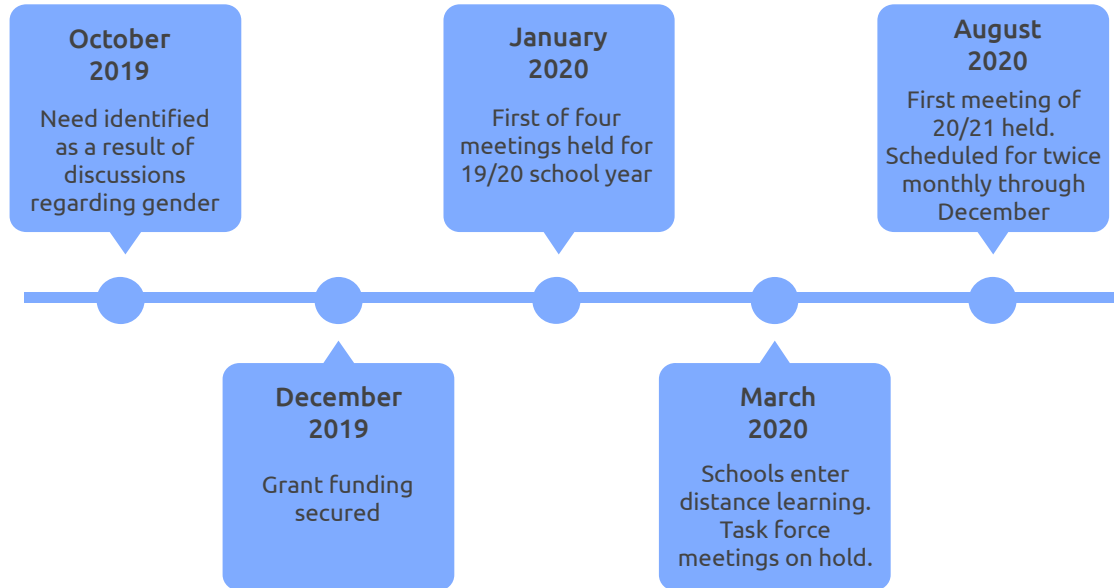 October
2019
Need identified
as a result of
discussions
regarding gender
December
2019
Grant funding
secured
January
2020
First of four
meetings held for
19/20 school year
March
2020
Schools enter
distance learning.
Task force
meetings on hold.
August
2020
First meeting of
20/21 held.
Scheduled for twice
monthly through
December